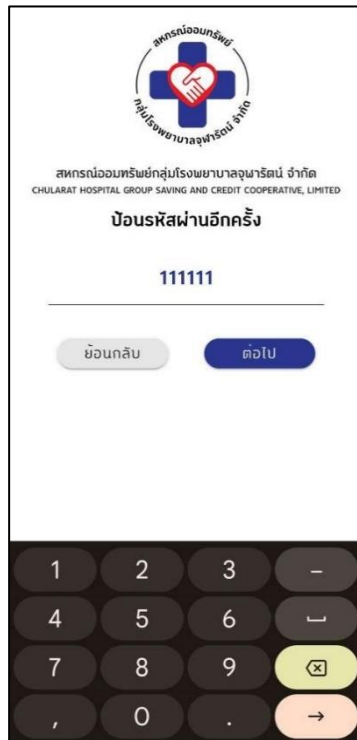 สหกรณ์ออมทรัพย์
กลุ่มโรงพยาบาลจุฬารัตน์ จำกัด
สหกรณ์ออมทรัพย์กลุ่มโรงพยาบาลจุฬารัตน์ จำกัด
CHULARAT HOSPITAL GROUP SAVING AND CREDIT COOPERATIVE, LIMITED
ป้อนรหัสผ่านอีกครั้ง
111111
ย้อนกลับ ต่อไป
1 2 3 –
4 5 6
7 8 9
, 0 . →